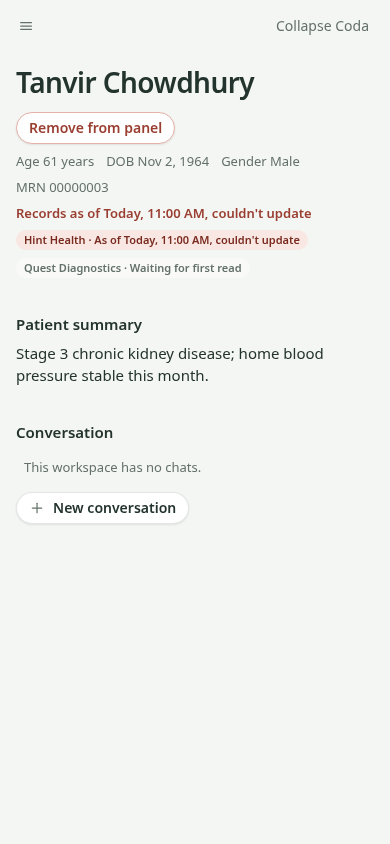 Collapse Coda
Tanvir Chowdhury
Remove from panel
Age 61 years DOB Nov 2, 1964 Gender Male
MRN 00000003
Records as of Today, 11:00 AM, couldn't update
Hint Health · As of Today, 11:00 AM, couldn't update
Quest Diagnostics · Waiting for first read
Patient summary
Stage 3 chronic kidney disease; home blood
pressure stable this month.
Conversation
This workspace has no chats.
New conversation